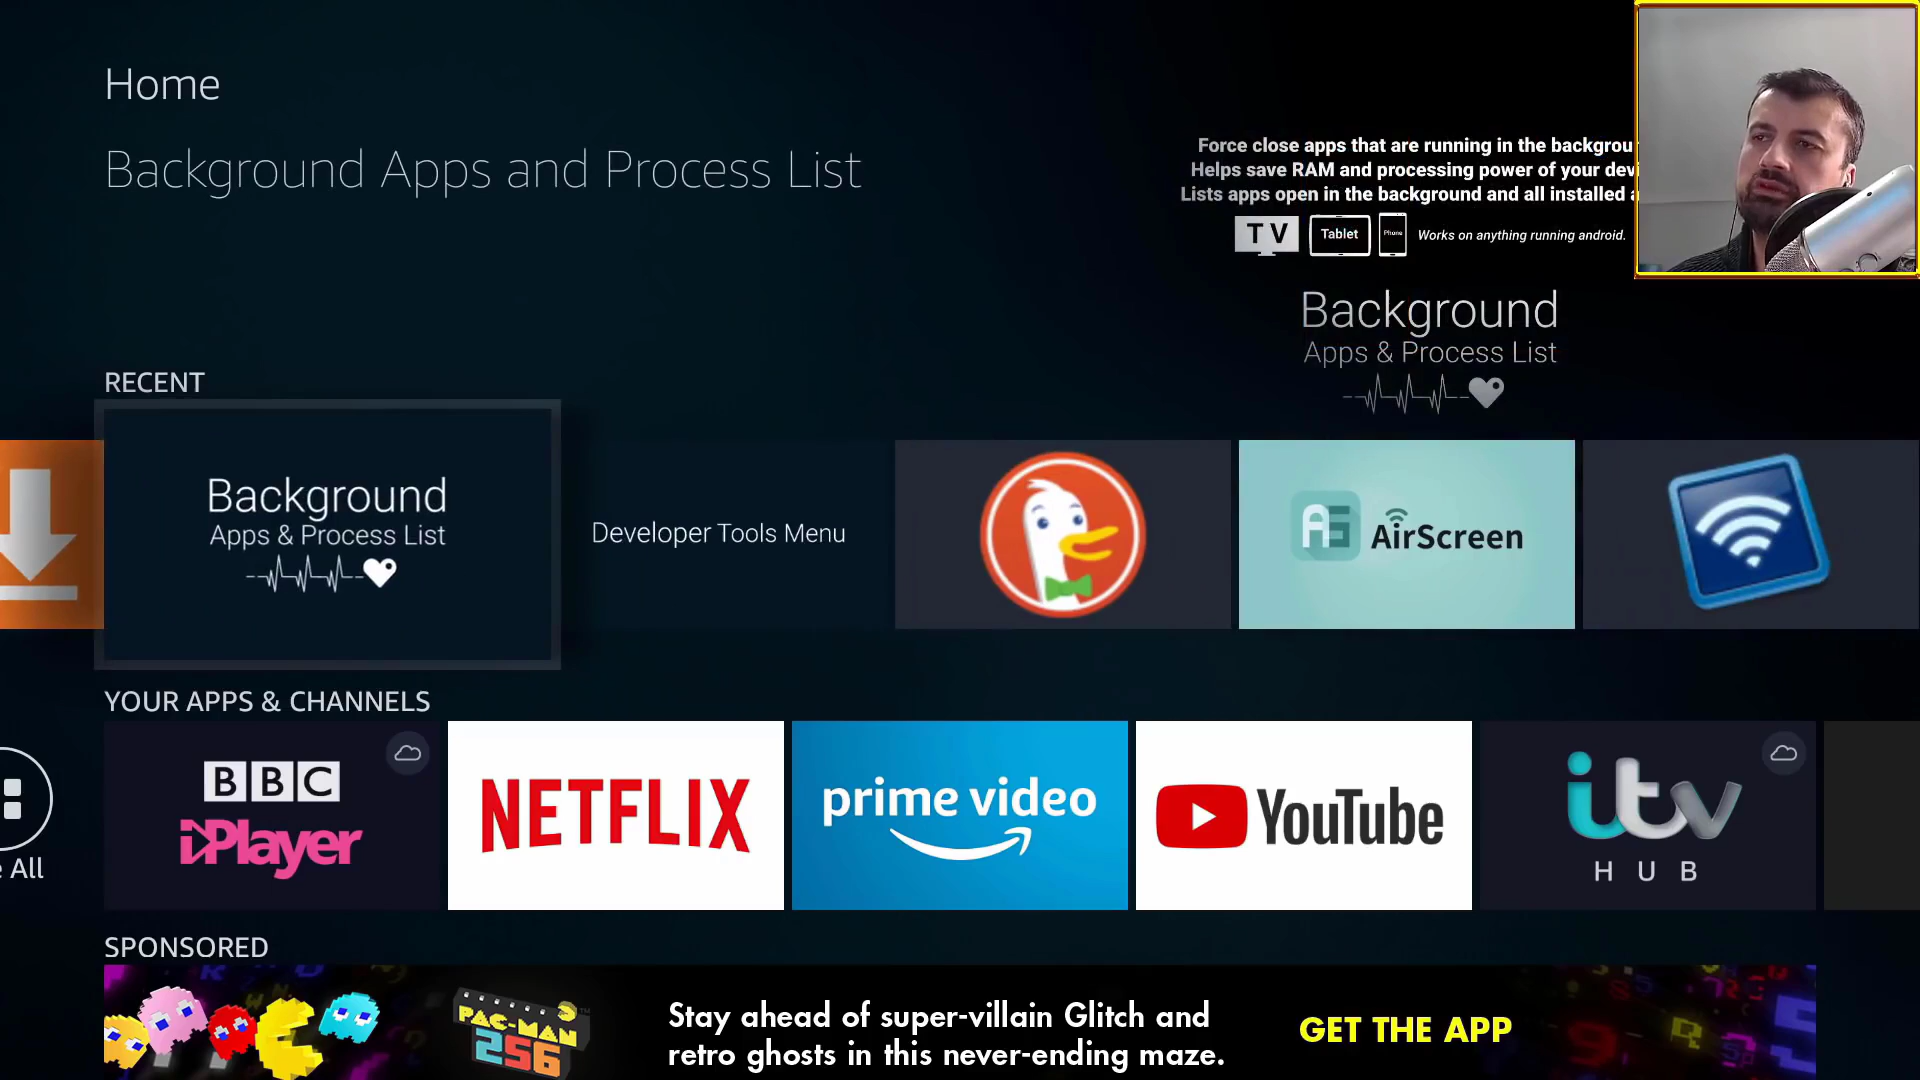 Home
Background Apps and Process List
Force close apps that are running in the backgrou
Helps save RAM and processing power of your devi
Lists apps open in the background and all installed a
TV
Tablet
Phone
Works on anything running android.
Background
Apps & Process List
RECENT
Background
Apps & Process List
Developer Tools Menu
AS AirScreen
YOUR APPS & CHANNELS
BBC
iPlayer
NETFLIX
prime video
YouTube
itv
HUB
All
SPONSORED
PAC-MAN
256
Stay ahead of super-villain Glitch and
retro ghosts in this never-ending maze.
GET THE APP